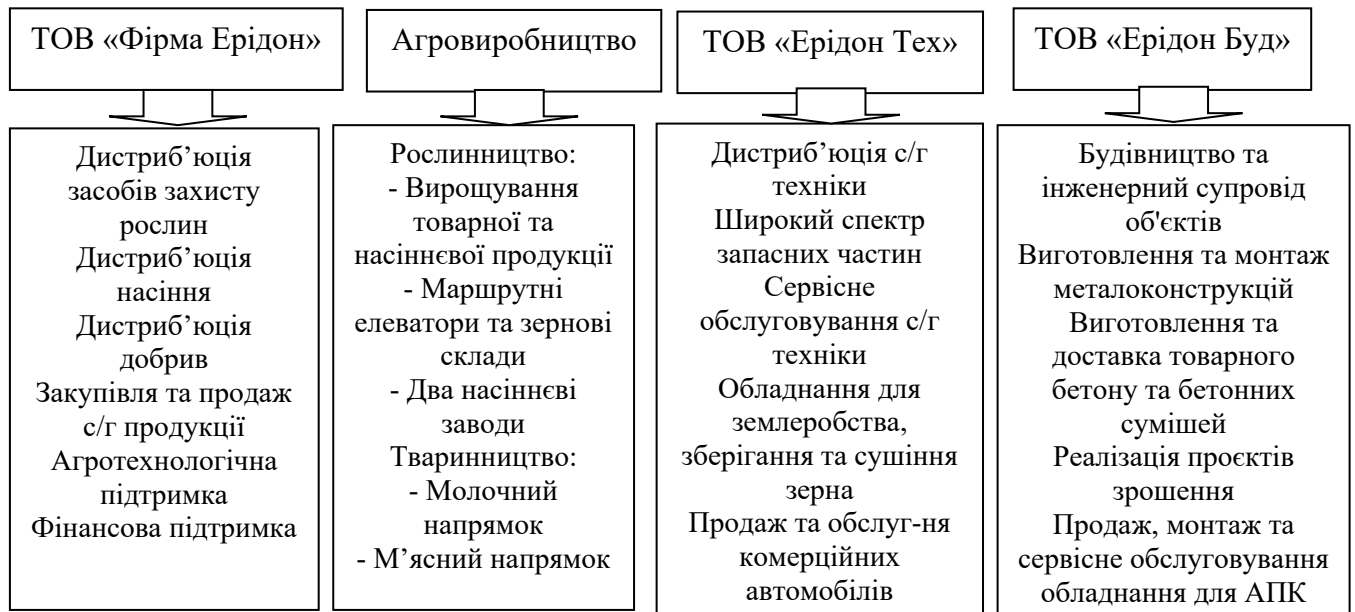 ТОВ «Фірма Ерідон»
Дистриб’юція
засобів захисту
рослин
Дистриб’юція
насіння
Дистриб’юція
добрив
Закупівля та продаж
с/г продукції
Агротехнологічна
підтримка
Фінансова підтримка
Агровиробництво
Рослинництво:
- Вирощування
товарної та
насіннєвої продукції
- Маршрутні
елеватори та зернові
склади
- Два насіннєві
заводи
Тваринництво:
- Молочний
напрямок
- М’ясний напрямок
ТОВ «Ерідон Тех»
Дистриб’юція с/г
техніки
Широкий спектр
запасних частин
Сервісне
обслуговування с/г
техніки
Обладнання для
землеробства,
зберігання та сушіння
зерна
Продаж та обслуг-ня
комерційних
автомобілів
ТОВ «Ерідон Буд»
Будівництво та
інженерний супровід
об'єктів
Виготовлення та монтаж
металоконструкцій
Виготовлення та
доставка товарного
бетону та бетонних
сумішей
Реалізація проєктів
зрошення
Продаж, монтаж та
сервісне обслуговування
обладнання для АПК